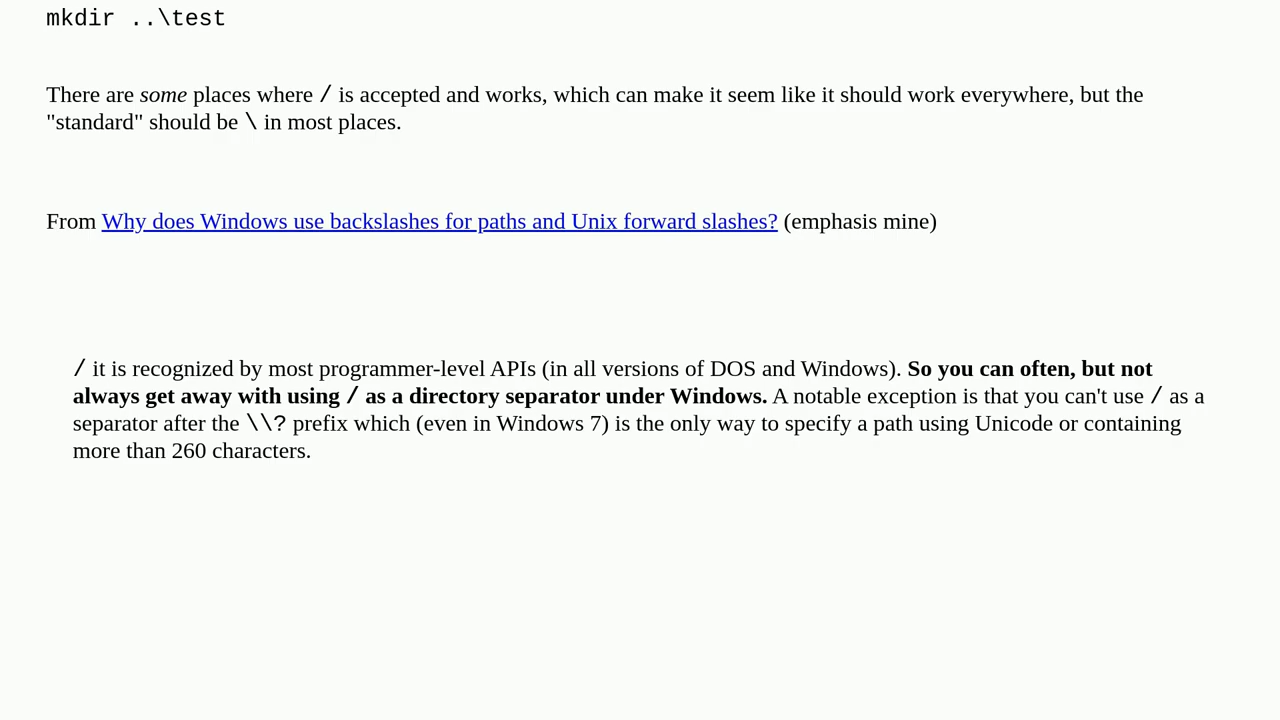 mkdir ..\test
There are some places where / is accepted and works, which can make it seem like it should work everywhere, but the
"standard" should be \ in most places.
From Why does Windows use backslashes for paths and Unix forward slashes? (emphasis mine)
/ it is recognized by most programmer-level APIs (in all versions of DOS and Windows). So you can often, but not
always get away with using / as a directory separator under Windows. A notable exception is that you can't use / as a
separator after the \\? prefix which (even in Windows 7) is the only way to specify a path using Unicode or containing
more than 260 characters.